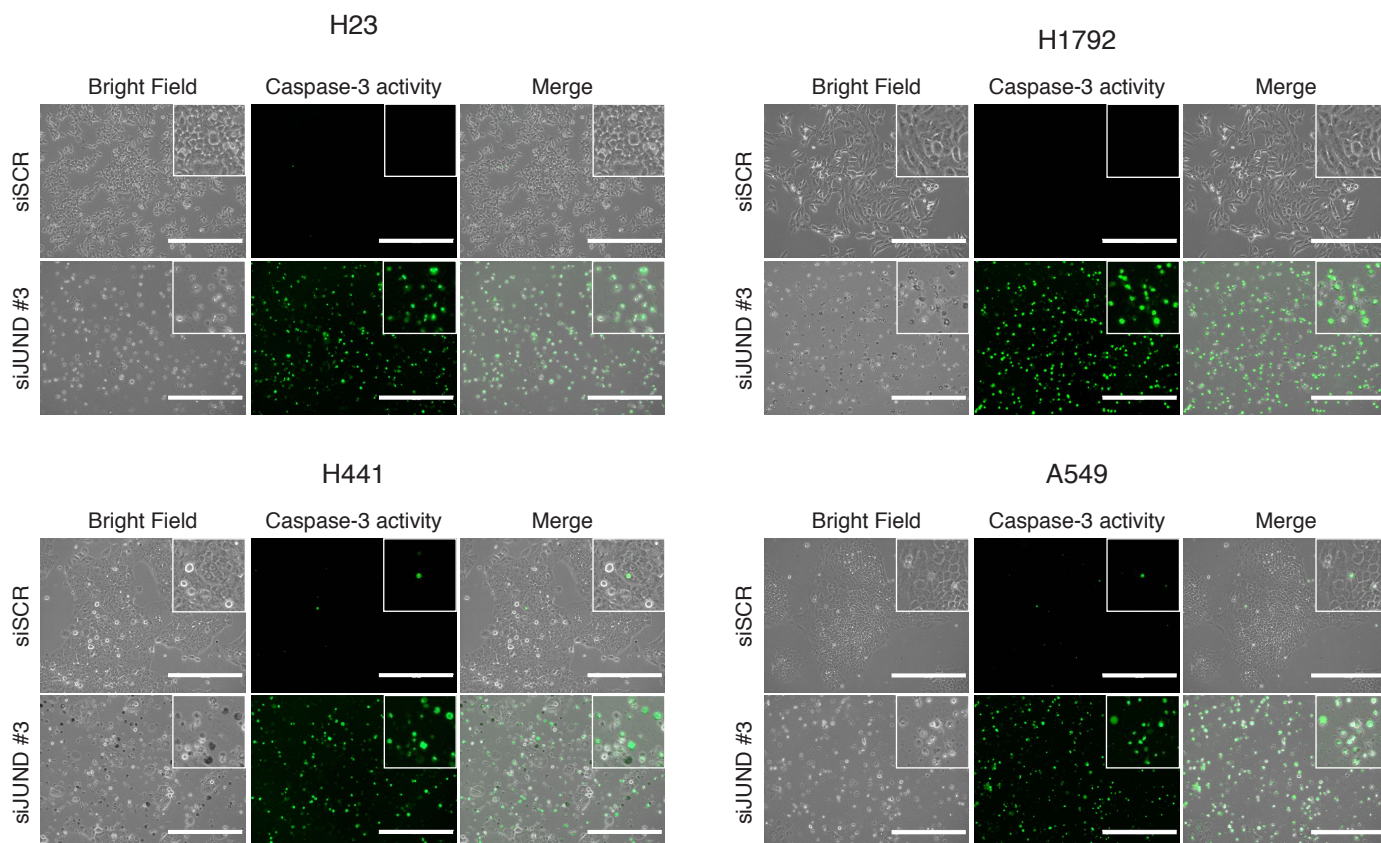 H23
Bright Field Caspase-3 activity Merge
siSCR
siJUND #3
H1792
Bright Field Caspase-3 activity Merge
siSCR
siJUND #3
H441
Bright Field Caspase-3 activity Merge
siSCR
siJUND #3
A549
Bright Field Caspase-3 activity Merge
siSCR
siJUND #3